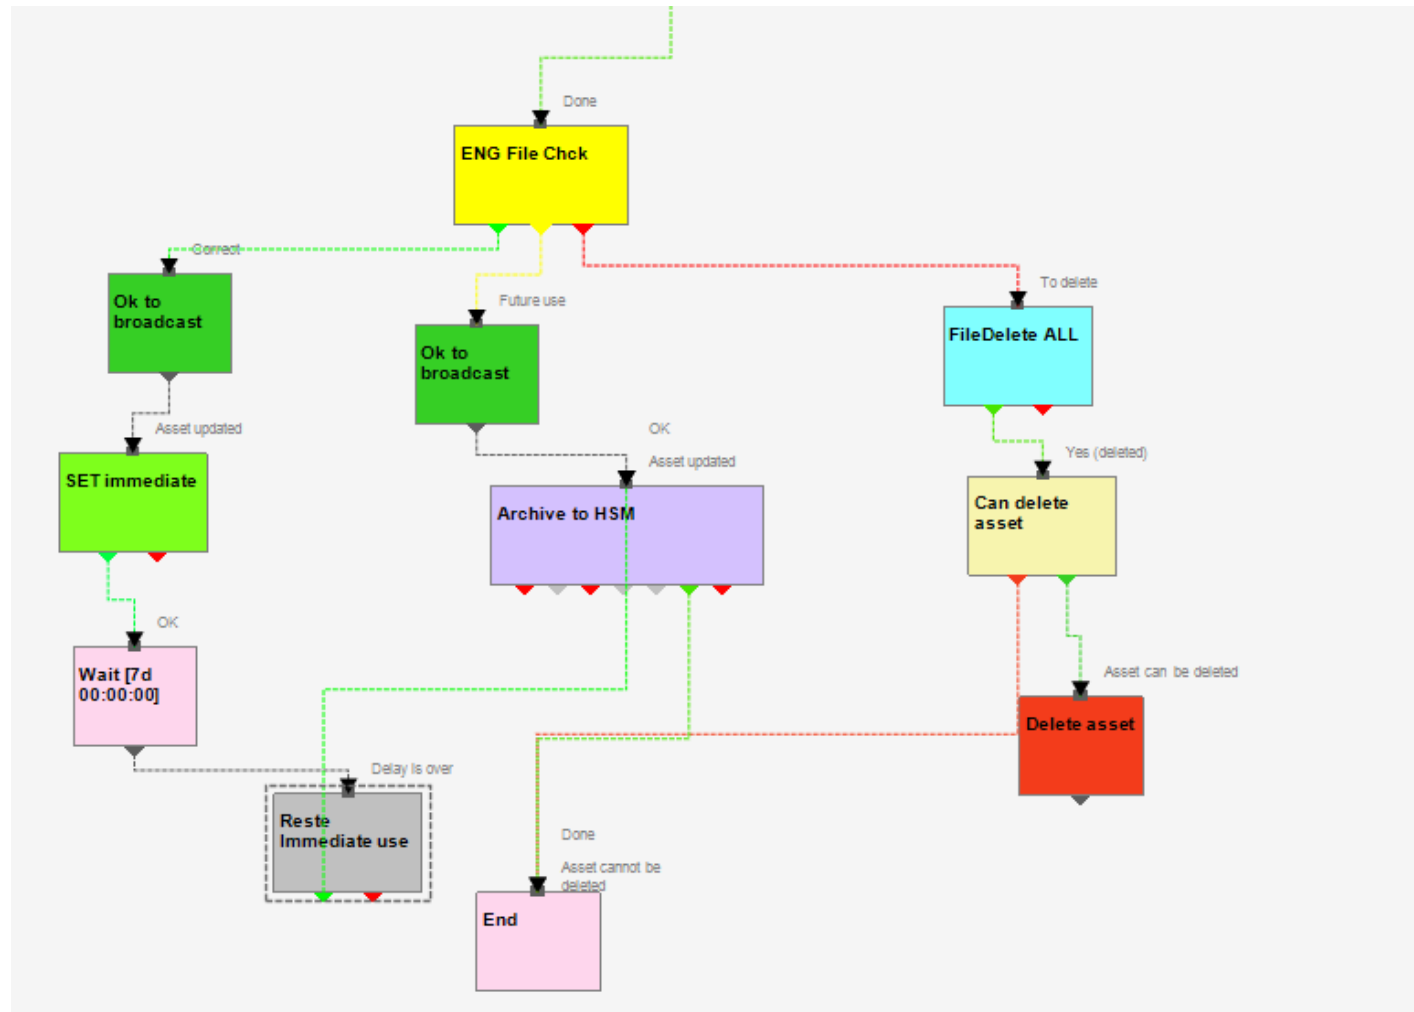 Done
ENG File Chck
Correct
Ok to
broadcast
Future use
Ok to
broadcast
To delete
FileDelete ALL
Asset updated
SET immediate
OK
Asset updated
Archive to HSM
Yes (deleted)
Can delete
asset
OK
Wait [7d
00:00:00]
Asset can be deleted
Delete asset
Delay is over
Reste
Immediate use
Done
Asset cannot be
deleted
End